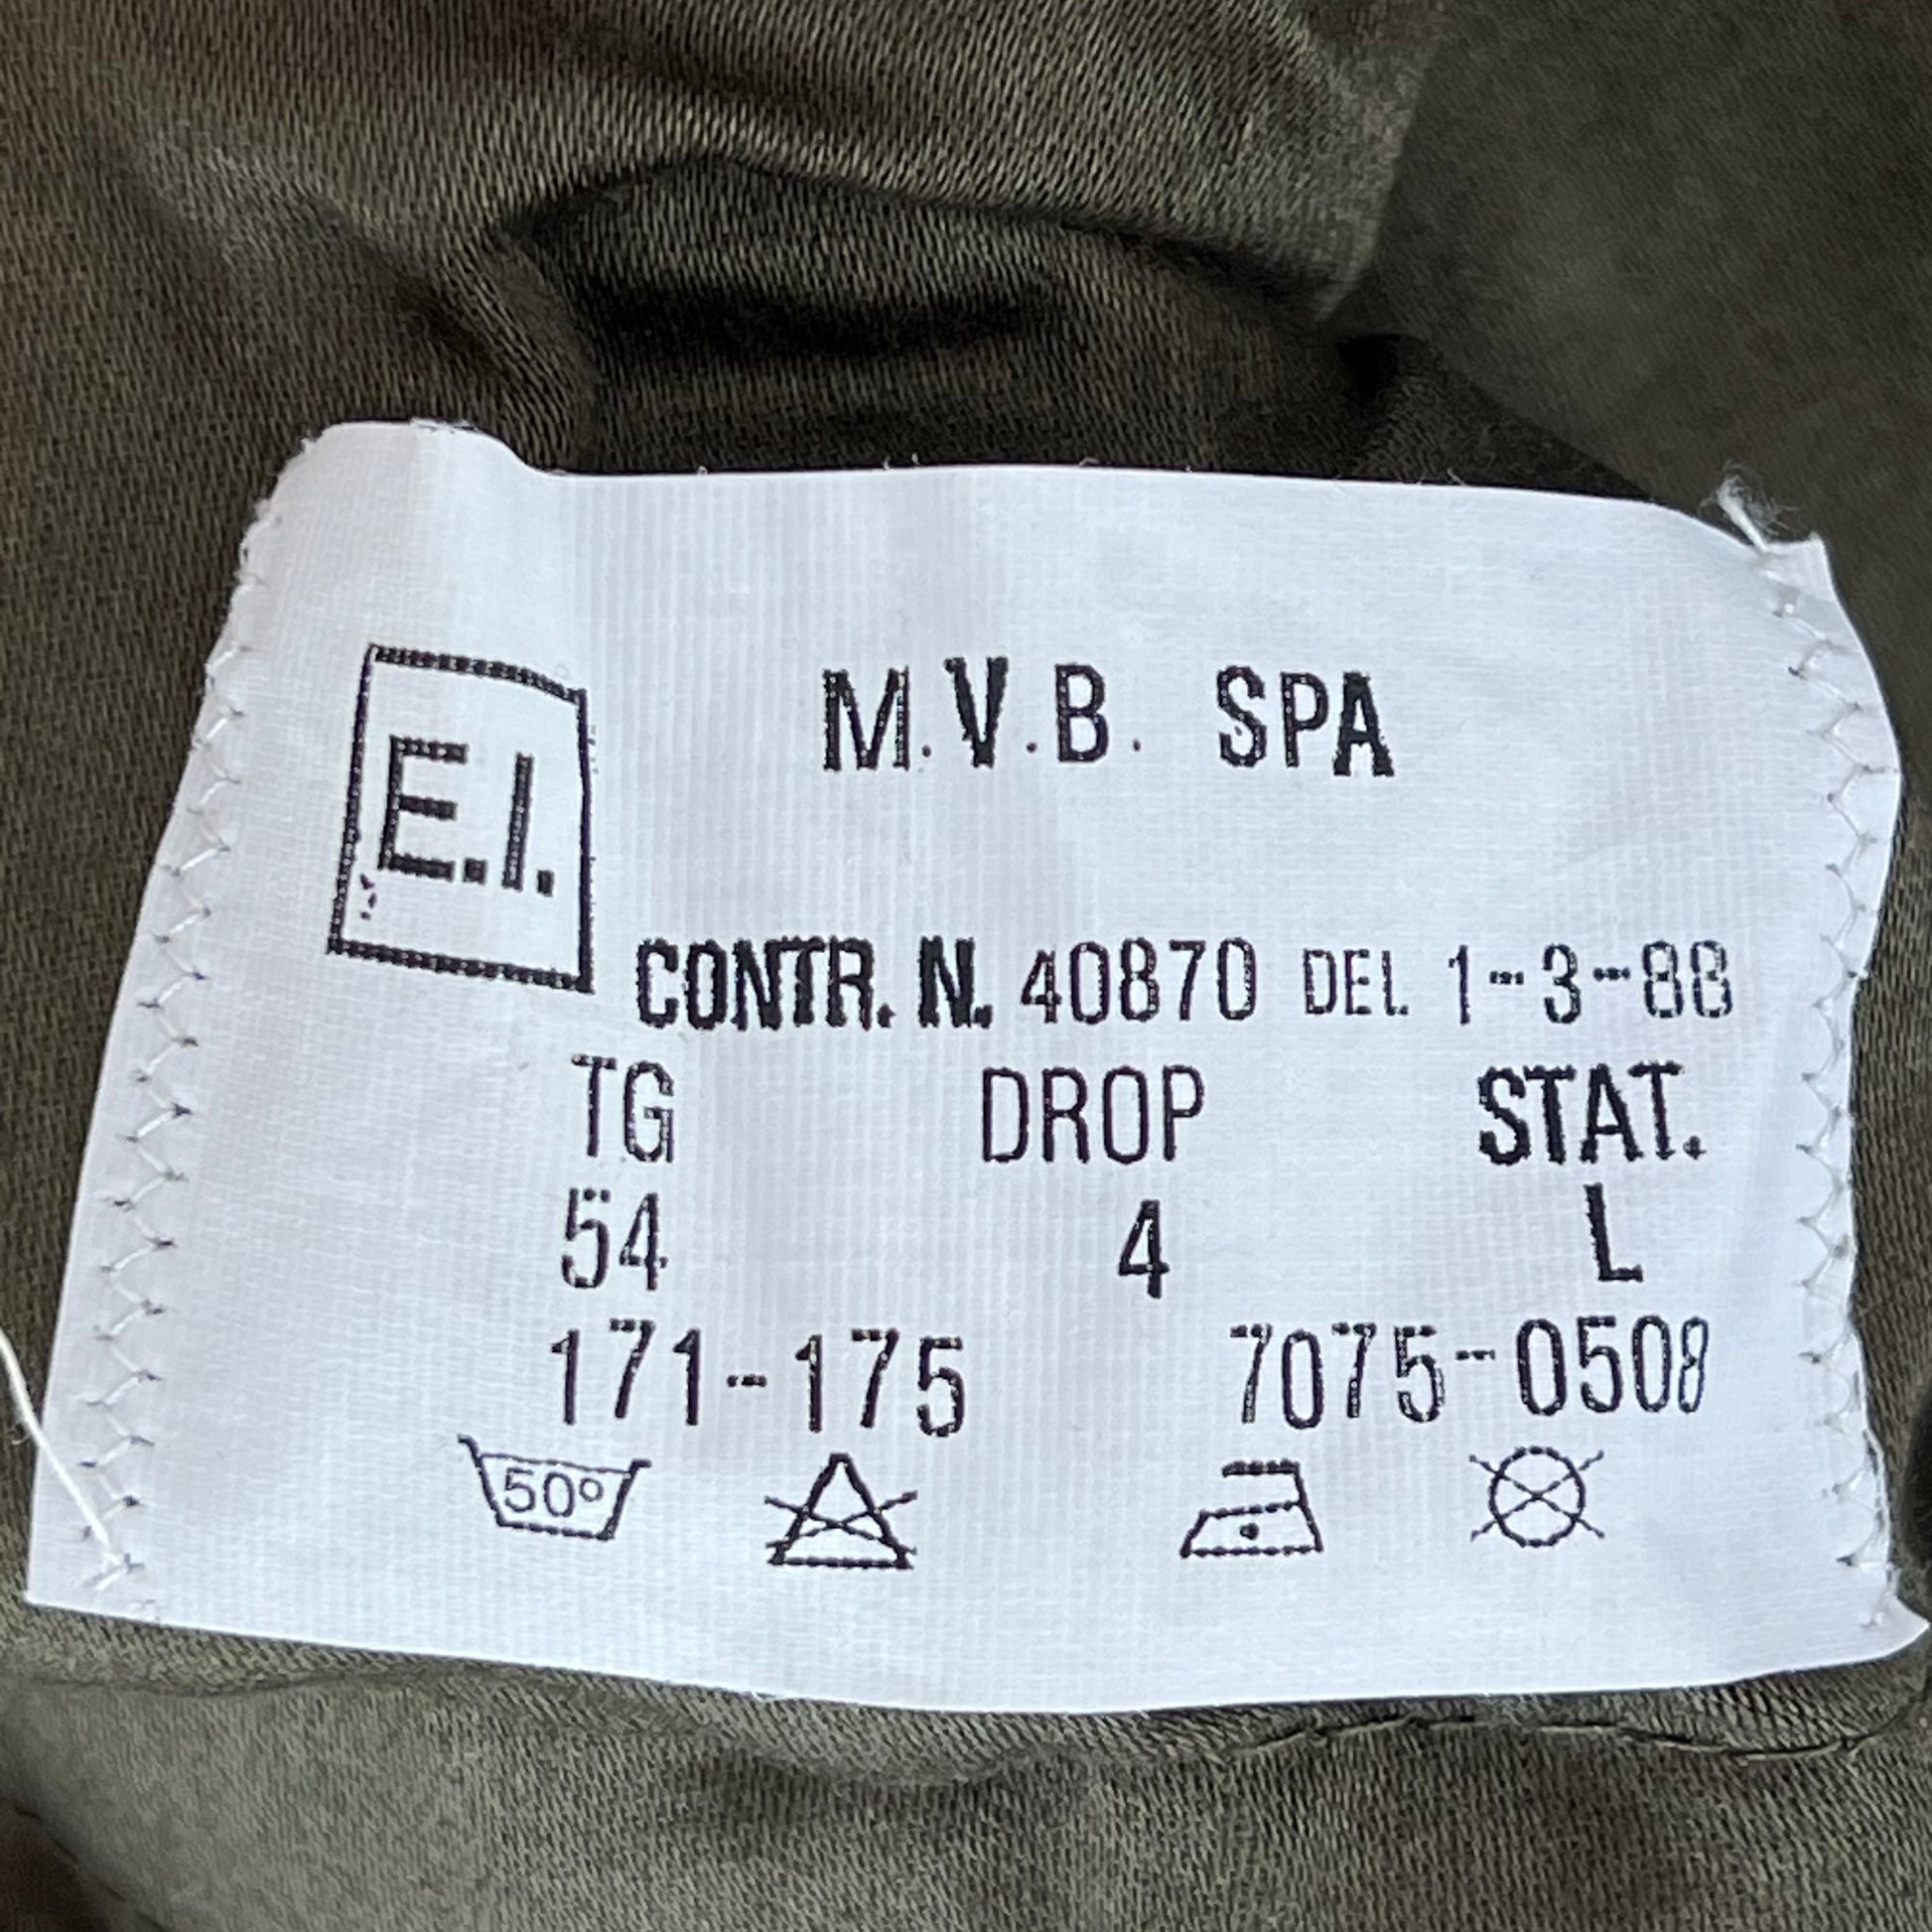 E.I.
M.V.B. SPA
CONTR. N. 40870 DEL 1-3-88
TG DROP STAT.
54 4 L
171-175 7075-0508
50°